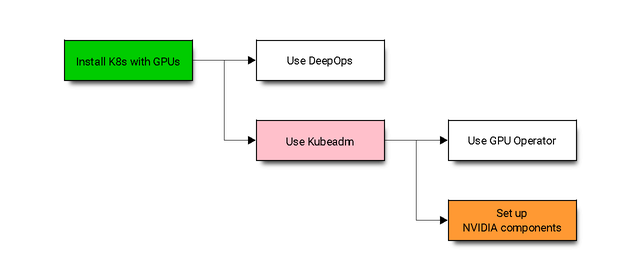 Install K8s with GPUs
Use DeepOps
Use Kubeadm
Use GPU Operator
Set up
NVIDIA components